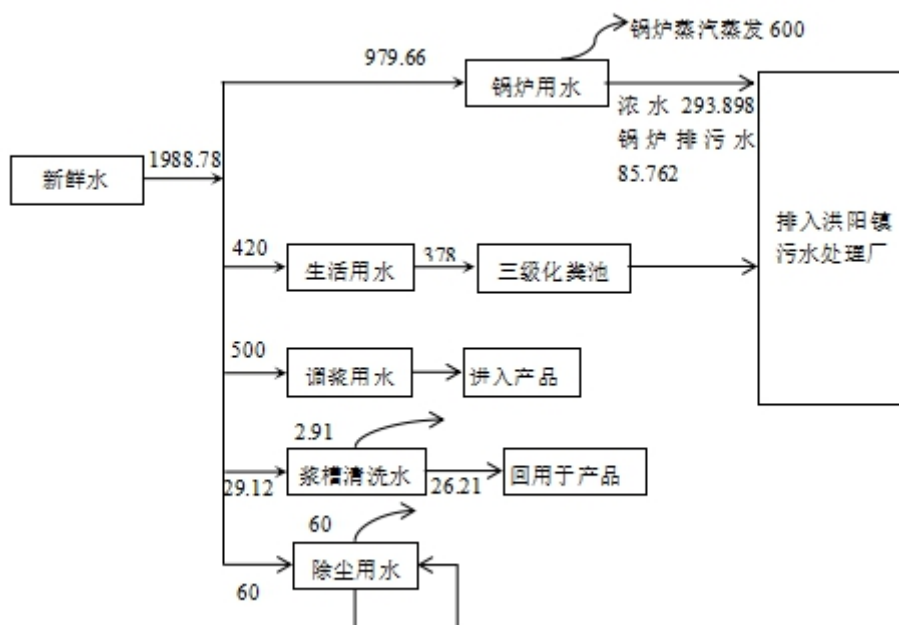 锅炉蒸汽蒸发 600
979.66
锅炉用水
浓水 293.898
锅炉排污水
85.762
1988.78
新鲜水
排入洪阳镇
污水处理厂
420
生活用水
378
三级化粪池
500
调浆用水
进入产品
2.91
浆槽清洗水
29.12
26.21
回用于产品
60
除尘用水
60